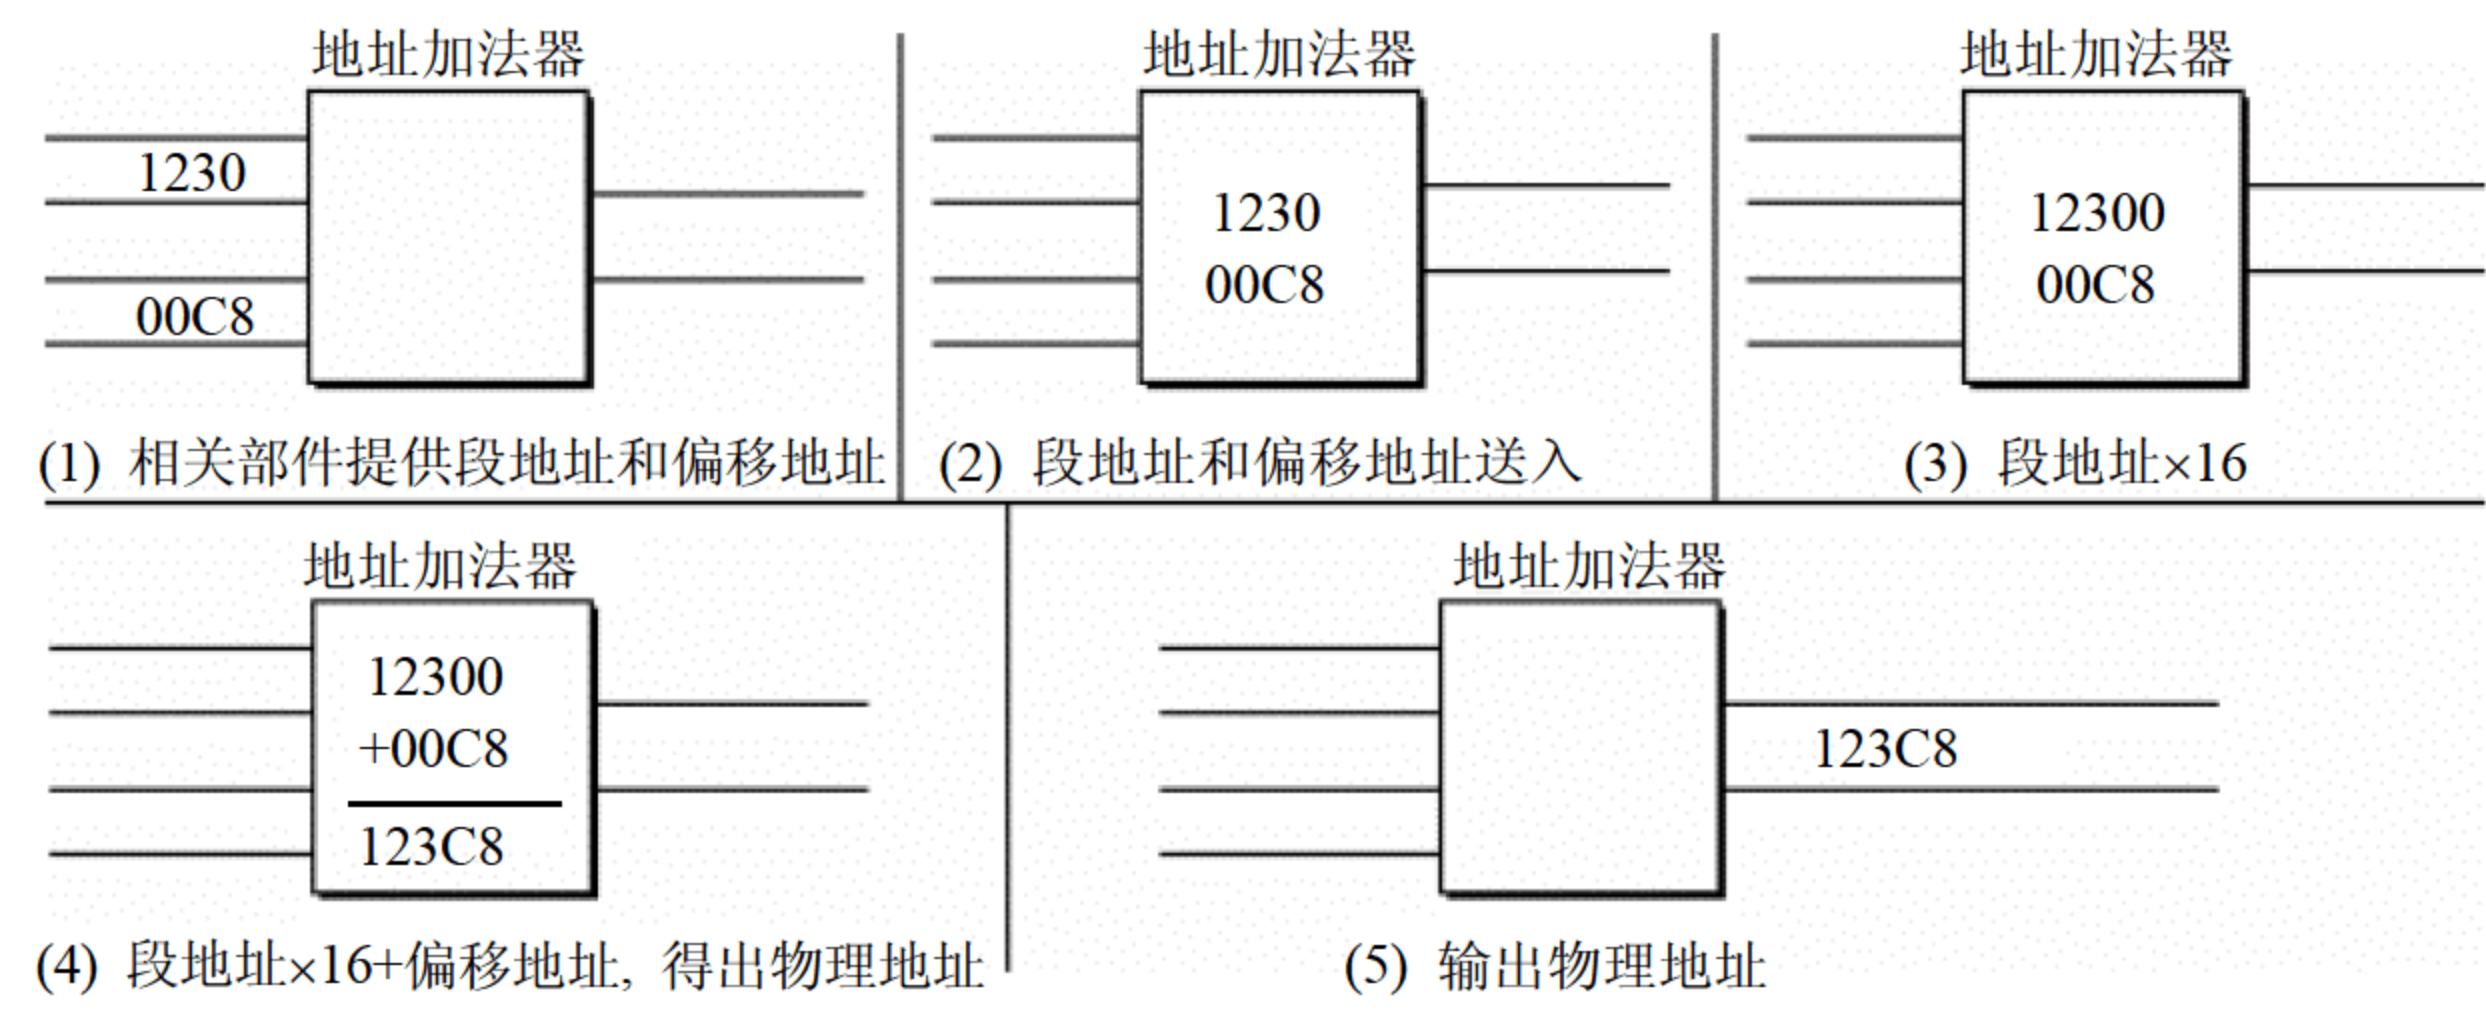 地址加法器
1230
00C8
(1) 相关部件提供段地址和偏移地址
地址加法器
1230
00C8
(2) 段地址和偏移地址送入
地址加法器
12300
00C8
(3) 段地址×16
地址加法器
12300
+00C8
123C8
(4) 段地址×16+偏移地址, 得出物理地址
地址加法器
123C8
(5) 输出物理地址